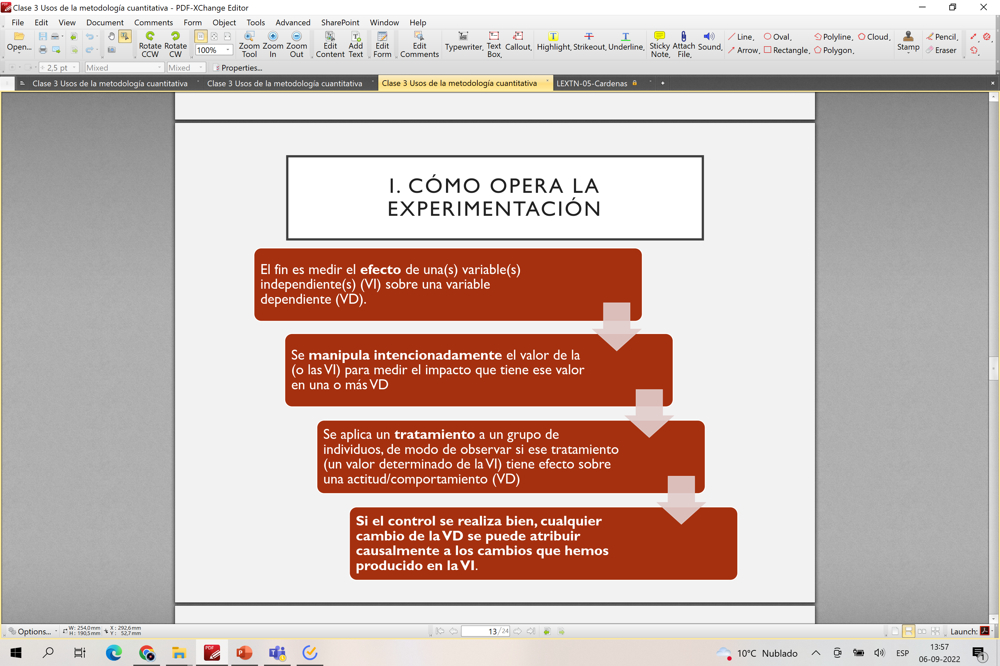 Clase 3 Usos de la metodología cuantitativa - PDF-XChange Editor
File Edit View Document Comments Form Object Tools Advanced SharePoint Window Help
Open...
Rotate CCW
Rotate CW
100%
Zoom Tool
Zoom In
Zoom Out
Edit Content
Add Text
Edit Form
Edit Comments
Typewriter
Text Box
Callout
Highlight
Strikeout
Underline
Sticky Note
Attach File
Sound
Line
Arrow
Oval
Rectangle
Polyline
Polygon
Cloud
Stamp
Pencil
Eraser
2,5 pt Mixed Mixed Properties...
Clase 3 Usos de la metodología cuantitativa
Clase 3 Usos de la metodología cuantitativa
Clase 3 Usos de la metodología cuantitativa
LEXTN-05-Cardenas
I. CÓMO OPERA LA
EXPERIMENTACIÓN
El fin es medir el efecto de una(s) variable(s)
independiente(s) (VI) sobre una variable
dependiente (VD).
Se manipula intencionadamente el valor de la
(o las VI) para medir el impacto que tiene ese valor
en una o más VD
Se aplica un tratamiento a un grupo de
individuos, de modo de observar si ese tratamiento
(un valor determinado de la VI) tiene efecto sobre
una actitud/comportamiento (VD)
Si el control se realiza bien, cualquier
cambio de la VD se puede atribuir
causalmente a los cambios que hemos
producido en la VI.
Options...
W: 254,0 mm
H: 190,5 mm
X: 292,6 mm
Y: 52,7 mm
13/24
Launch:
10°C Nublado
ESP
13:57
06-09-2022
1